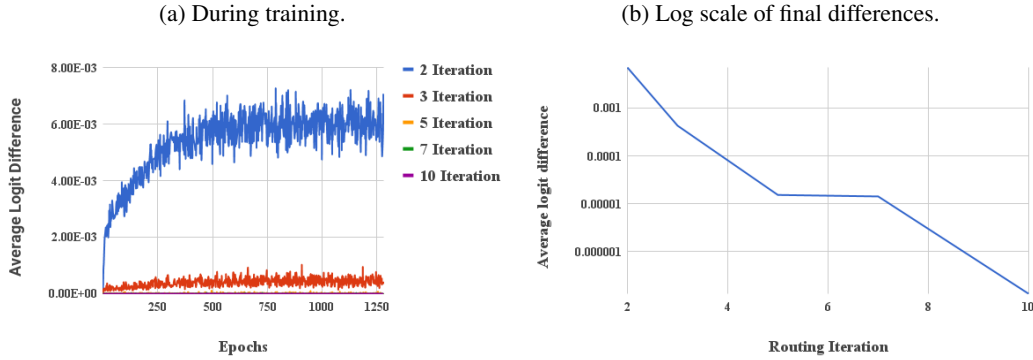 (a) During training.
8.00E-03
6.00E-03
4.00E-03
2.00E-03
0.00E+00
Average Logit Difference
250
500
750
1000
1250
Epochs
2 Iteration
3 Iteration
5 Iteration
7 Iteration
10 Iteration
(b) Log scale of final differences.
0.001
0.0001
0.00001
0.000001
Average logit difference
2
4
6
8
10
Routing Iteration